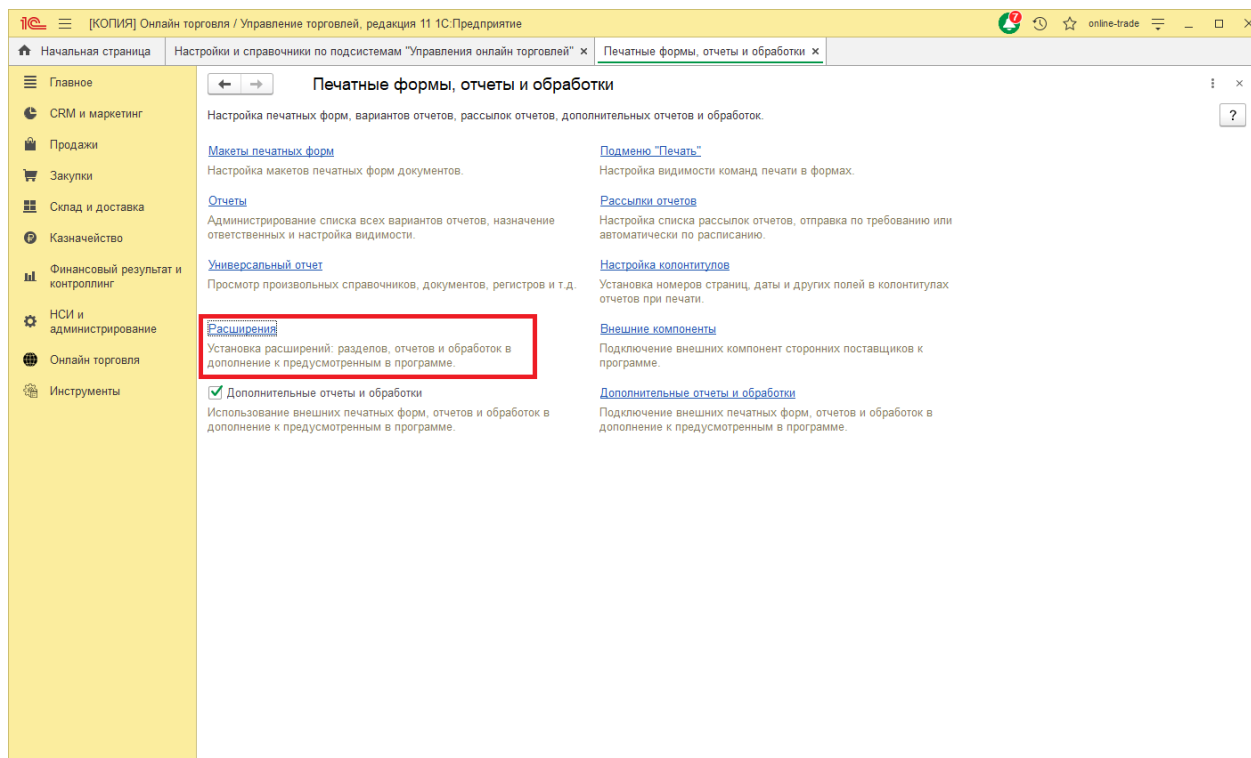 1С [КОПИЯ] Онлайн торговля / Управление торговлей, редакция 11 1С:Предприятие 7 online-trade
Начальная страница Настройки и справочники по подсистемам "Управления онлайн торговлей" × Печатные формы, отчеты и обработки ×
Главное
CRM и маркетинг
Продажи
Закупки
Склад и доставка
Казначейство
Финансовый результат и
контроллинг
НСИ и
администрирование
Онлайн торговля
Инструменты
Печатные формы, отчеты и обработки
Настройка печатных форм, вариантов отчетов, рассылок отчетов, дополнительных отчетов и обработок. ?
Макеты печатных форм
Настройка макетов печатных форм документов.
Подменю "Печать"
Настройка видимости команд печати в формах.
Отчеты
Администрирование списка всех вариантов отчетов, назначение
ответственных и настройка видимости.
Рассылки отчетов
Настройка списка рассылок отчетов, отправка по требованию или
автоматически по расписанию.
Универсальный отчет
Просмотр произвольных справочников, документов, регистров и т.д.
Настройка колонтитулов
Установка номеров страниц, даты и других полей в колонтитулах
отчетов при печати.
Расширения
Установка расширений: разделов, отчетов и обработок в
дополнение к предусмотренным в программе.
Внешние компоненты
Подключение внешних компонент сторонних поставщиков к
программе.
Дополнительные отчеты и обработки
Использование внешних печатных форм, отчетов и обработок в
дополнение к предусмотренным в программе.
Дополнительные отчеты и обработки
Подключение внешних печатных форм, отчетов и обработок в
дополнение к предусмотренным в программе.